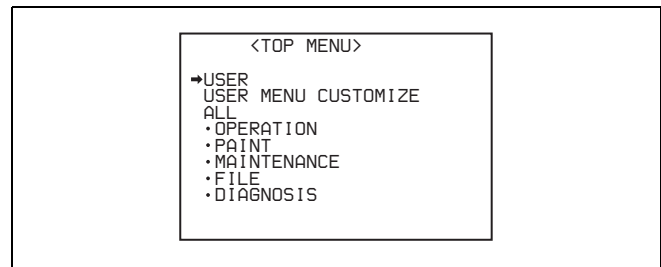 <TOP MENU>
➡USER
USER MENU CUSTOMIZE
ALL
•OPERATION
•PAINT
•MAINTENANCE
•FILE
•DIAGNOSIS